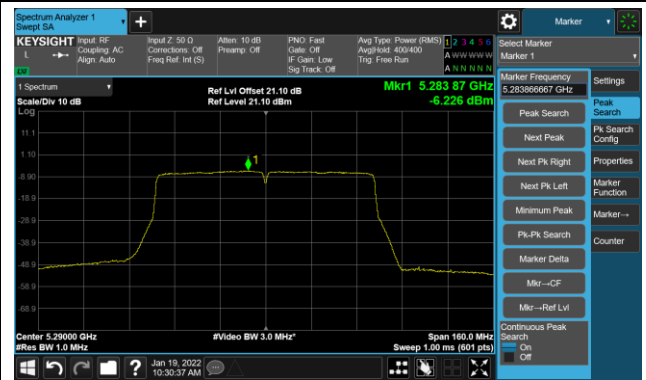 Spectrum Analyzer 1
Swept SA
+
Marker
KEYSIGHT
L
LXI
Input: RF
Coupling: AC
Align: Auto
Input Z: 50 Ω
Corrections: Off
Freq Ref: Int (S)
Atten: 10 dB
Preamp: Off
PNO: Fast
Gate: Off
IF Gain: Low
Sig Track: Off
Avg Type: Power (RMS)
Avg|Hold: 400/400
Trig: Free Run
1 2 3 4 5 6
A W W W W W
A N N N N N
Select Marker
Marker 1
1 Spectrum
Scale/Div 10 dB
Log
Ref Lvl Offset 21.10 dB
Ref Level 21.10 dBm
Mkr1 5.283 87 GHz
-6.226 dBm
11.1
1.10
-8.90
-18.9
-28.9
-38.9
-48.9
-58.9
-68.9
1
Center 5.29000 GHz
#Res BW 1.0 MHz
#Video BW 3.0 MHz*
Span 160.0 MHz
Sweep 1.00 ms (601 pts)
Marker Frequency
5.283866667 GHz
Peak Search
Next Peak
Next Pk Right
Next Pk Left
Minimum Peak
Pk-Pk Search
Marker Delta
Mkr→CF
Mkr→Ref Lvl
Continuous Peak
Search
On
Off
Settings
Peak
Search
Pk Search
Config
Properties
Marker
Function
Marker→
Counter
?
Jan 19, 2022
10:30:37 AM